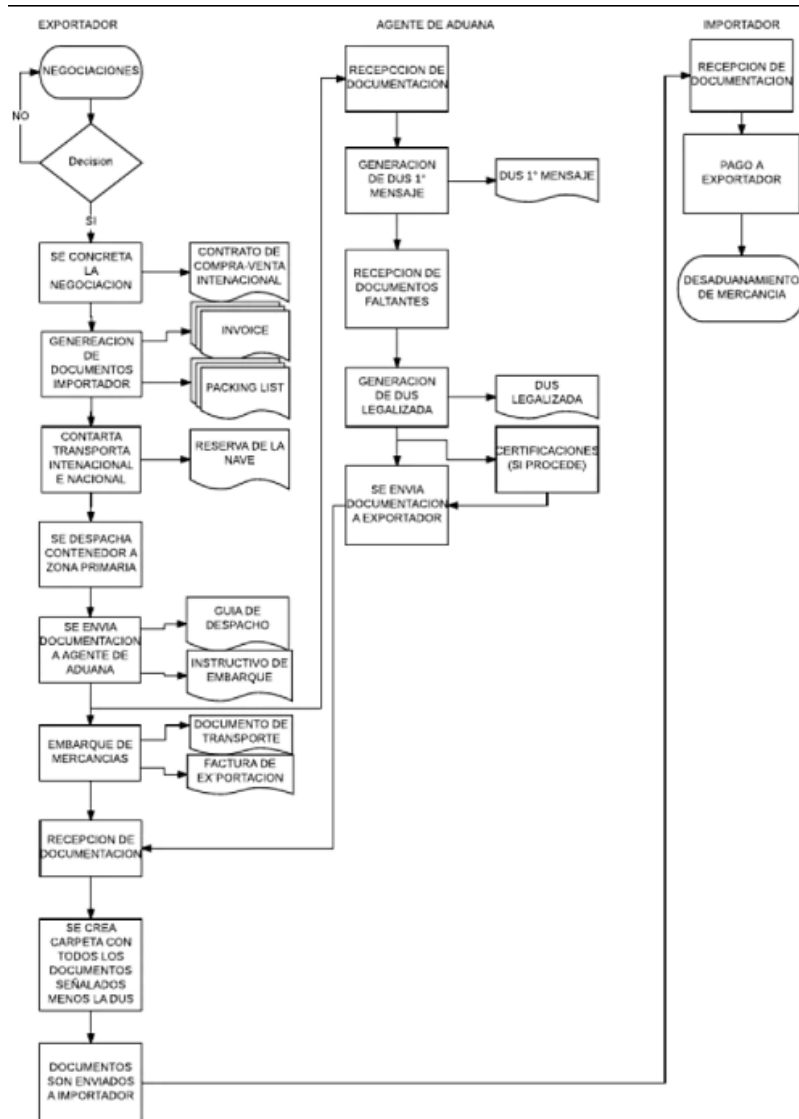 EXPORTADOR
NEGOCIACIONES
NO
Decision
SI
SE CONCRETA
LA
NEGOCIACION
CONTRATO DE
COMPRA-VENTA
INTENACIONAL
GENEREACION
DE
DOCUMENTOS
IMPORTADOR
INVOICE
PACKING LIST
CONTARTA
TRANSPORTA
INTENACIONAL
E NACIONAL
RESERVA DE LA
NAVE
SE DESPACHA
CONTENEDOR A
ZONA PRIMARIA
SE ENVIA
DOCUMENTACION
A AGENTE DE
ADUANA
GUIA DE
DESPACHO
INSTRUCTIVO DE
EMBARQUE
EMBARQUE DE
MERCANCIAS
DOCUMENTO DE
TRANSPORTE
FACTURA DE
EX´PORTACION
RECEPCION DE
DOCUMENTACION
SE CREA
CARPETA CON
TODOS LOS
DOCUMENTOS
SEÑALADOS
MENOS LA DUS
DOCUMENTOS
SON ENVIADOS
A IMPORTADOR
AGENTE DE ADUANA
RECEPCCION DE
DOCUMENTACION
GENERACION
DE DUS 1°
MENSAJE
DUS 1° MENSAJE
RECEPCION DE
DOCUMENTOS
FALTANTES
GENERACION
DE DUS
LEGALIZADA
DUS
LEGALIZADA
CERTIFICACIONES
(SI PROCEDE)
SE ENVIA
DOCUMENTACION
A EXPORTADOR
IMPORTADOR
RECEPCION DE
DOCUMENTACION
PAGO A
EXPORTADOR
DESADUANAMIENTO
DE MERCANCIA